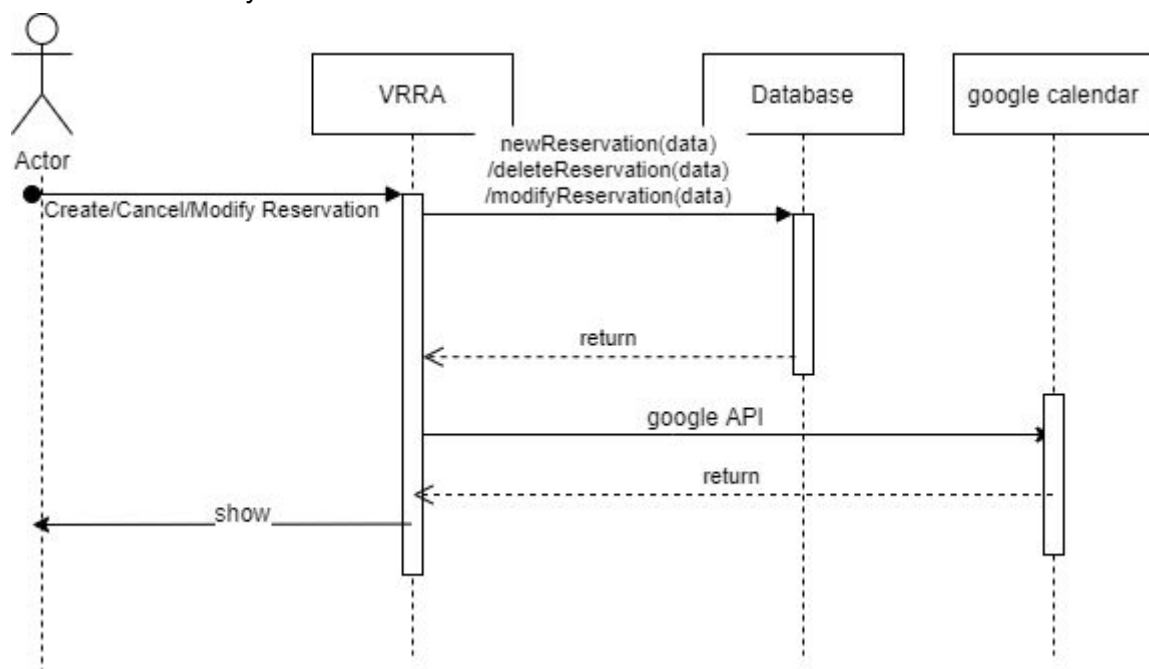 VRRA
Database
google calendar
Actor
newReservation(data)
/deleteReservation(data)
/modifyReservation(data)
Create/Cancel/Modify Reservation
return
google API
return
show